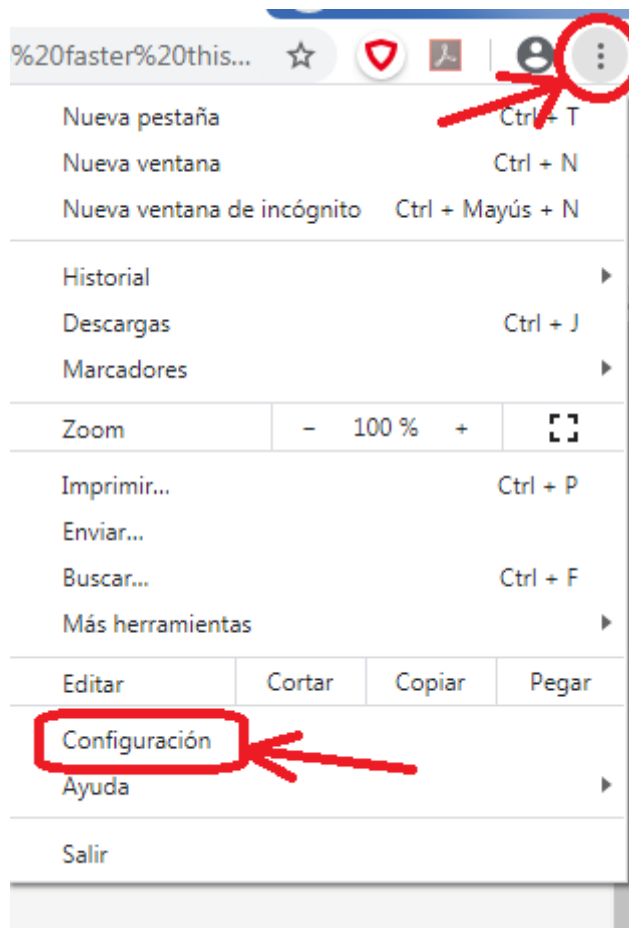 %20faster%20this...
Nueva pestaña Ctrl + T
Nueva ventana Ctrl + N
Nueva ventana de incógnito Ctrl + Mayús + N
Historial
Descargas Ctrl + J
Marcadores
Zoom - 100 % +
Imprimir... Ctrl + P
Enviar...
Buscar... Ctrl + F
Más herramientas
Editar Cortar Copiar Pegar
Configuración
Ayuda
Salir